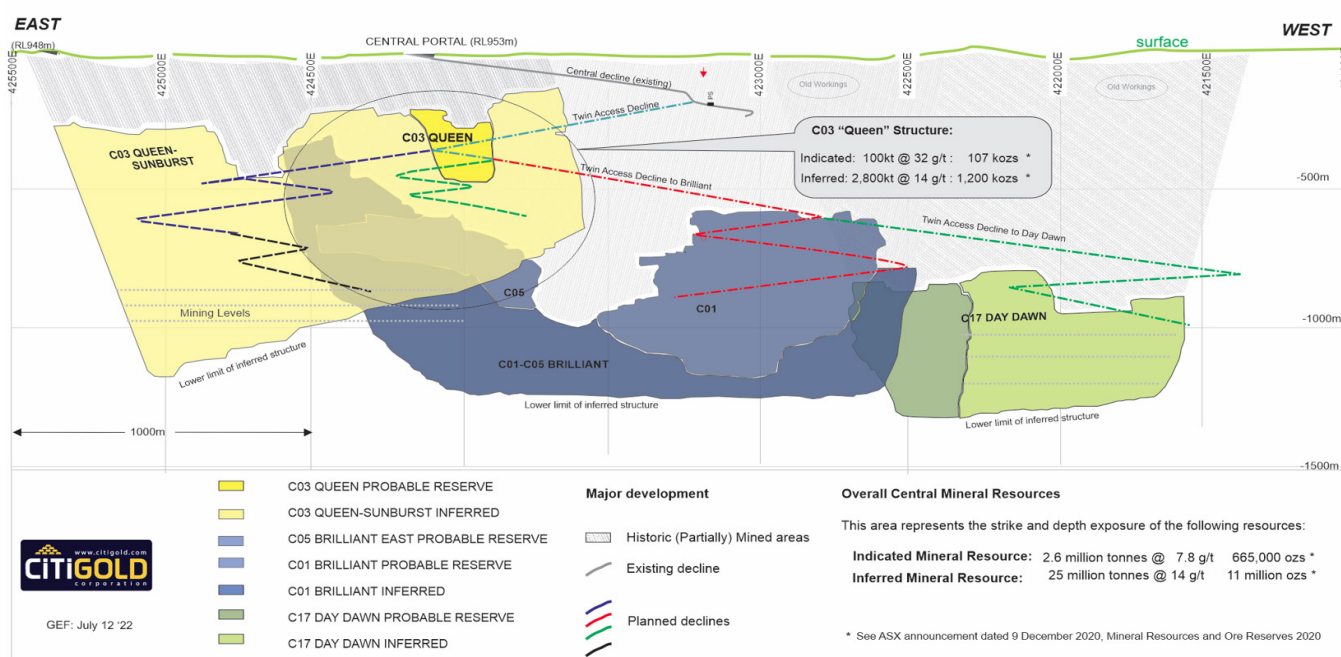 EAST
WEST
(RL948m)
CENTRAL PORTAL (RL953m)
surface
425500E
425000E
424500E
423000E
422500E
422000E
421500E
Central decline (existing)
PS
Old Workings
Old Workings
Twin Access Decline
C03 QUEEN
C03 QUEEN-
SUNBURST
C03 “Queen” Structure:
Indicated: 100kt @ 32 g/t : 107 kozs *
Inferred: 2,800kt @ 14 g/t : 1,200 kozs *
-500m
Twin Access Decline to Brilliant
Twin Access Decline to Day Dawn
C05
C01
Mining Levels
C17 DAY DAWN
-1000m
C01-C05 BRILLIANT
Lower limit of inferred structure
Lower limit of inferred structure
Lower limit of inferred structure
1000m
-1500m
C03 QUEEN PROBABLE RESERVE
C03 QUEEN-SUNBURST INFERRED
C05 BRILLIANT EAST PROBABLE RESERVE
C01 BRILLIANT PROBABLE RESERVE
C01 BRILLIANT INFERRED
C17 DAY DAWN PROBABLE RESERVE
C17 DAY DAWN INFERRED
Major development
Historic (Partially) Mined areas
Existing decline
Planned declines
Overall Central Mineral Resources
This area represents the strike and depth exposure of the following resources:
Indicated Mineral Resource: 2.6 million tonnes @ 7.8 g/t 665,000 ozs *
Inferred Mineral Resource: 25 million tonnes @ 14 g/t 11 million ozs *
* See ASX announcement dated 9 December 2020, Mineral Resources and Ore Reserves 2020
www.citigold.com
CITIGOLD
corporation
GEF: July 12 '22